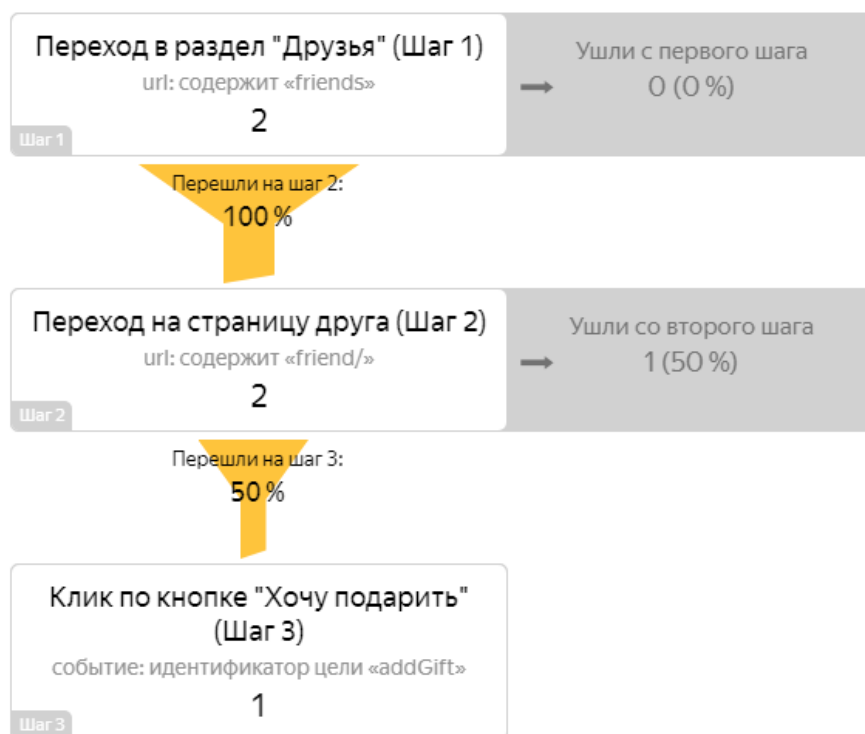 Переход в раздел "Друзья" (Шаг 1)
url: содержит «friends»
2
Шаг 1
Ушли с первого шага
0 (0 %)
Перешли на шаг 2:
100 %
Переход на страницу друга (Шаг 2)
url: содержит «friend/»
2
Шаг 2
Ушли со второго шага
1 (50 %)
Перешли на шаг 3:
50 %
Клик по кнопке "Хочу подарить"
(Шаг 3)
событие: идентификатор цели «addGift»
1
Шаг 3